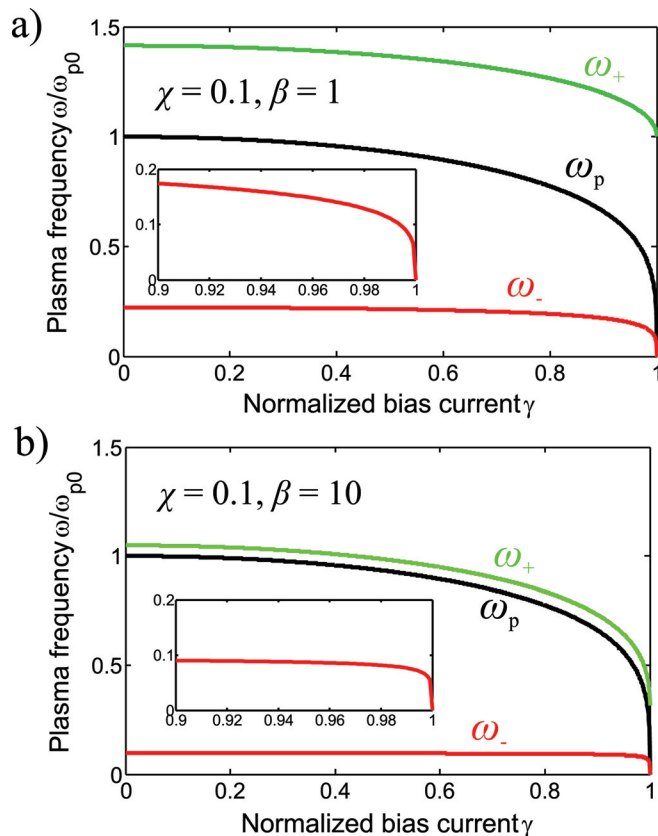 a)
1.5
1
0.5
0
Plasma frequency ω/ωp0
χ = 0.1, β = 1
ω+
ωp
ω-
0.2
0.1
0
0.9 0.92 0.94 0.96 0.98 1
0 0.2 0.4 0.6 0.8 1
Normalized bias current γ
b)
1.5
1
0.5
0
Plasma frequency ω/ωp0
χ = 0.1, β = 10
ω+
ωp
ω-
0.2
0.1
0
0.9 0.92 0.94 0.96 0.98 1
0 0.2 0.4 0.6 0.8 1
Normalized bias current γ